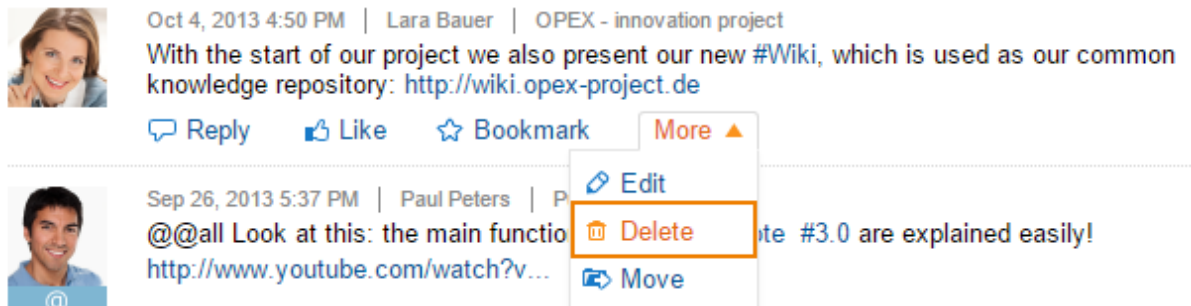 Oct 4, 2013 4:50 PM | Lara Bauer | OPEX - innovation project
With the start of our project we also present our new #Wiki, which is used as our common
knowledge repository: http://wiki.opex-project.de
Reply Like Bookmark More
Edit
Sep 26, 2013 5:37 PM | Paul Peters |
Delete
@@all Look at this: the main #3.0 are explained easily!
http://www.youtube.com/watch?v...
Move
@